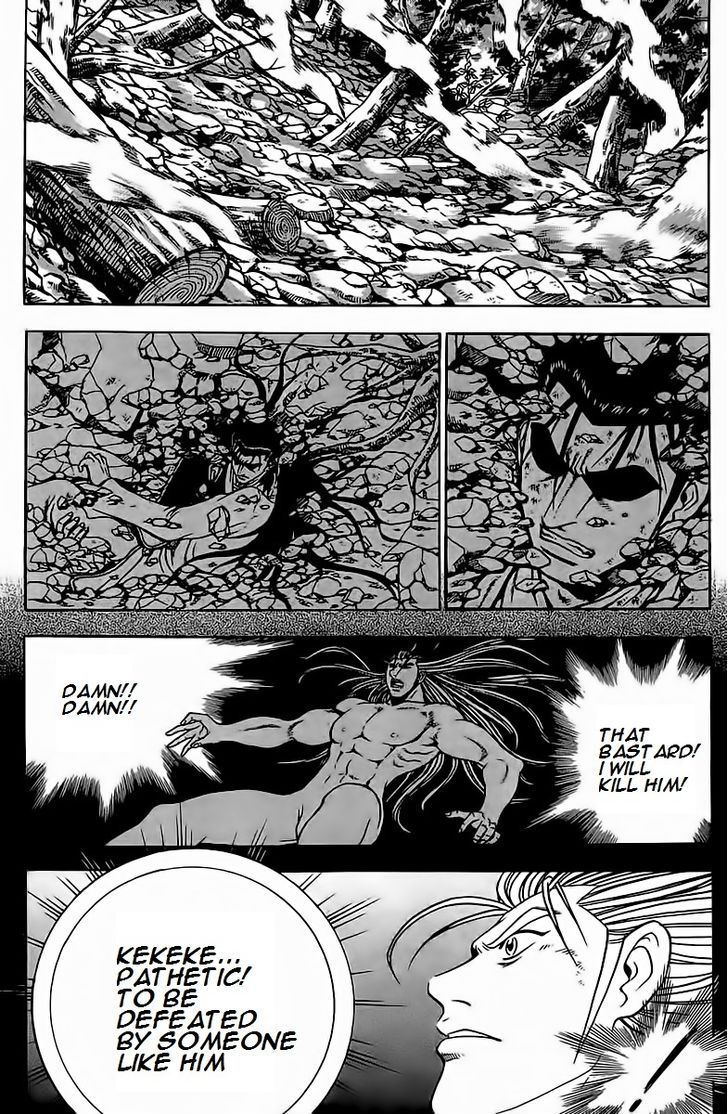 THAT
BASTARD!
I WILL
KILL HIM!
DAMN!!
DAMN!!
KEKEKE...
PATHETIC!
TO BE
DEFEATED
BY SOMEONE
LIKE HIM